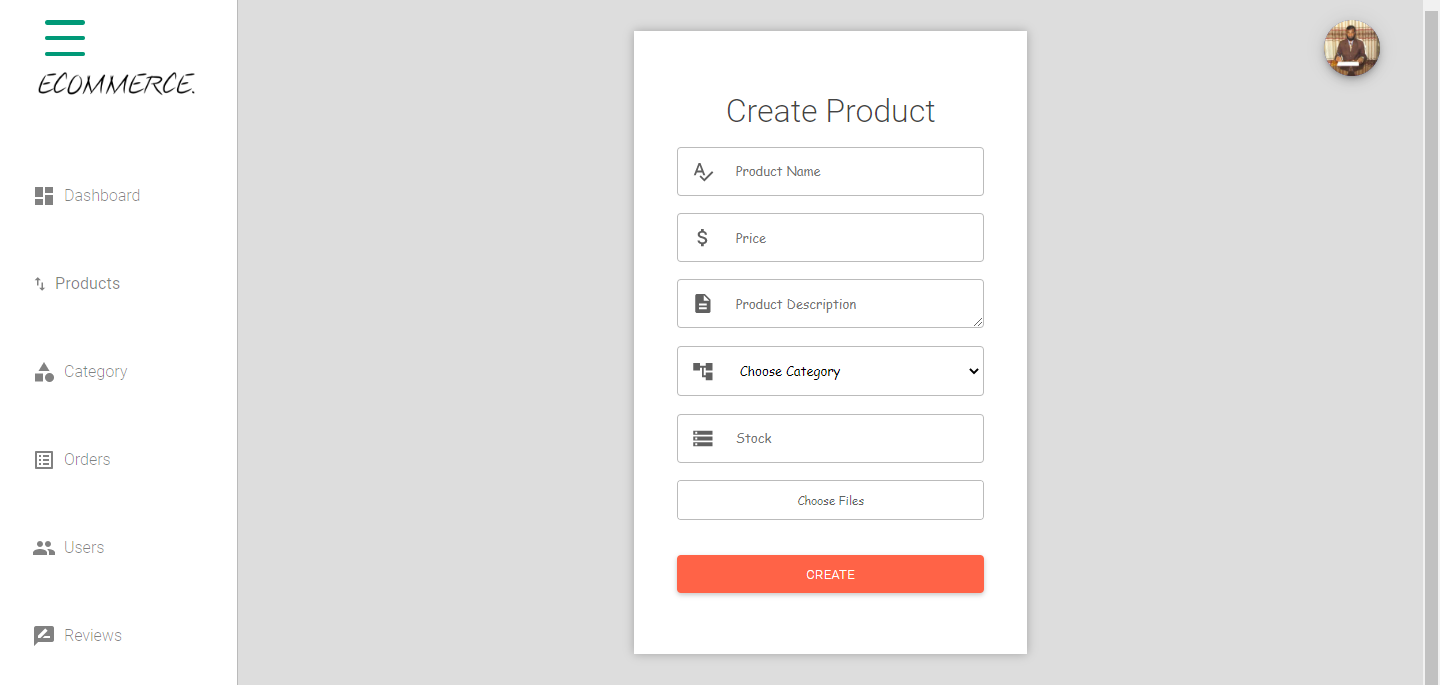 ECOMMERCE.
Dashboard
Products
Category
Orders
Users
Reviews
Create Product
Product Name
Price
Product Description
Choose Category
Stock
Choose Files
CREATE